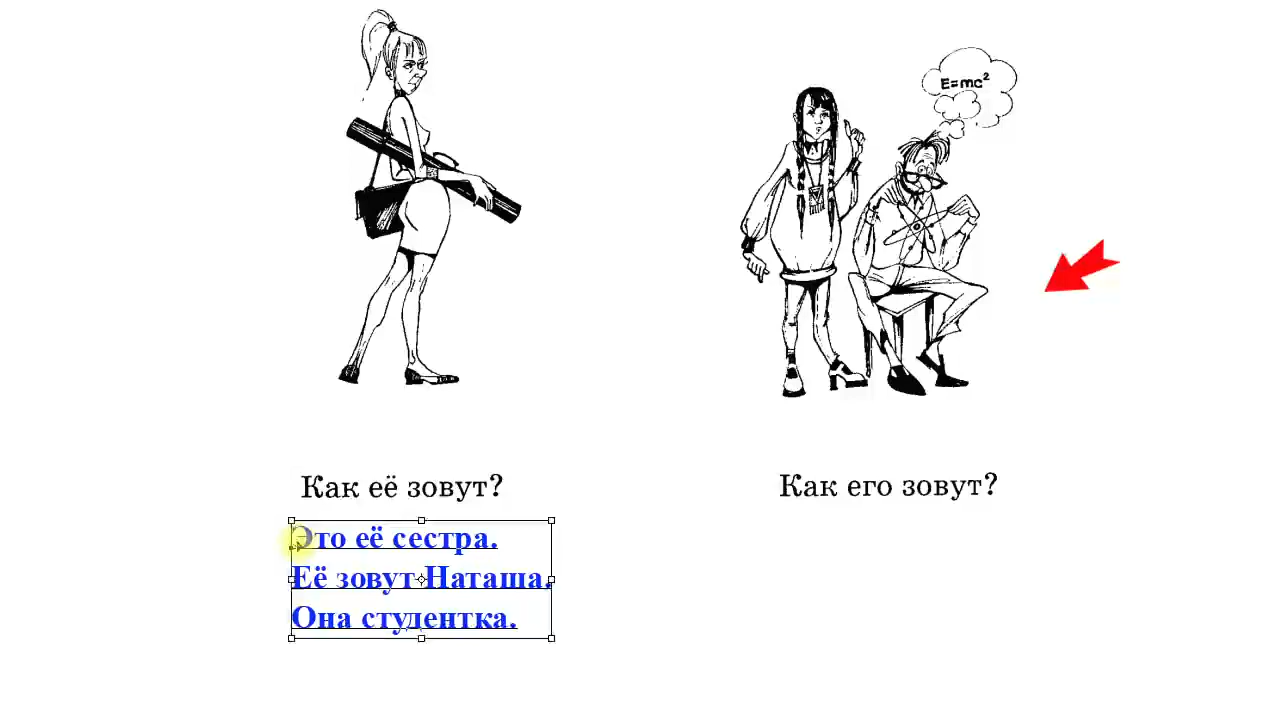 E=mc²
Как её зовут?
Как его зовут?
Это её сестра.
Её зовут Наташа.
Она студентка.